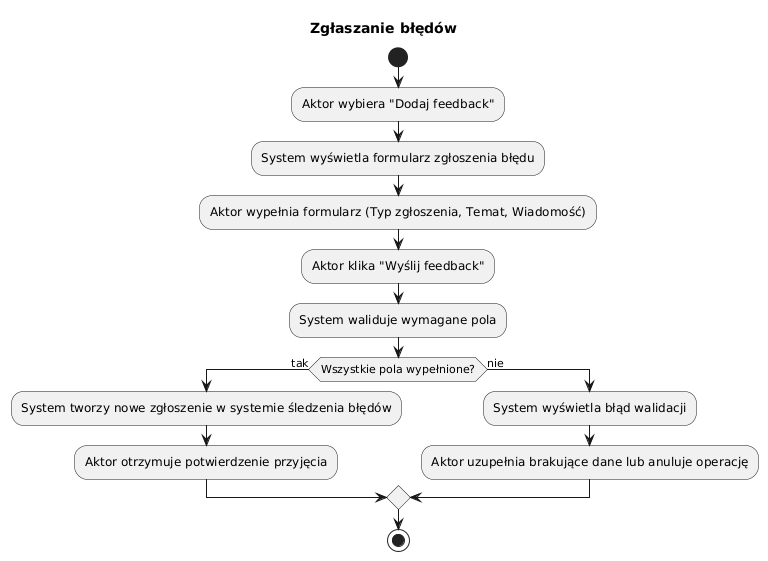 Zgłaszanie błędów
Aktor wybiera "Dodaj feedback"
System wyświetla formularz zgłoszenia błędu
Aktor wypełnia formularz (Typ zgłoszenia, Temat, Wiadomość)
Aktor klika "Wyślij feedback"
System waliduje wymagane pola
tak
Wszystkie pola wypełnione?
nie
System tworzy nowe zgłoszenie w systemie śledzenia błędów
System wyświetla błąd walidacji
Aktor otrzymuje potwierdzenie przyjęcia
Aktor uzupełnia brakujące dane lub anuluje operację